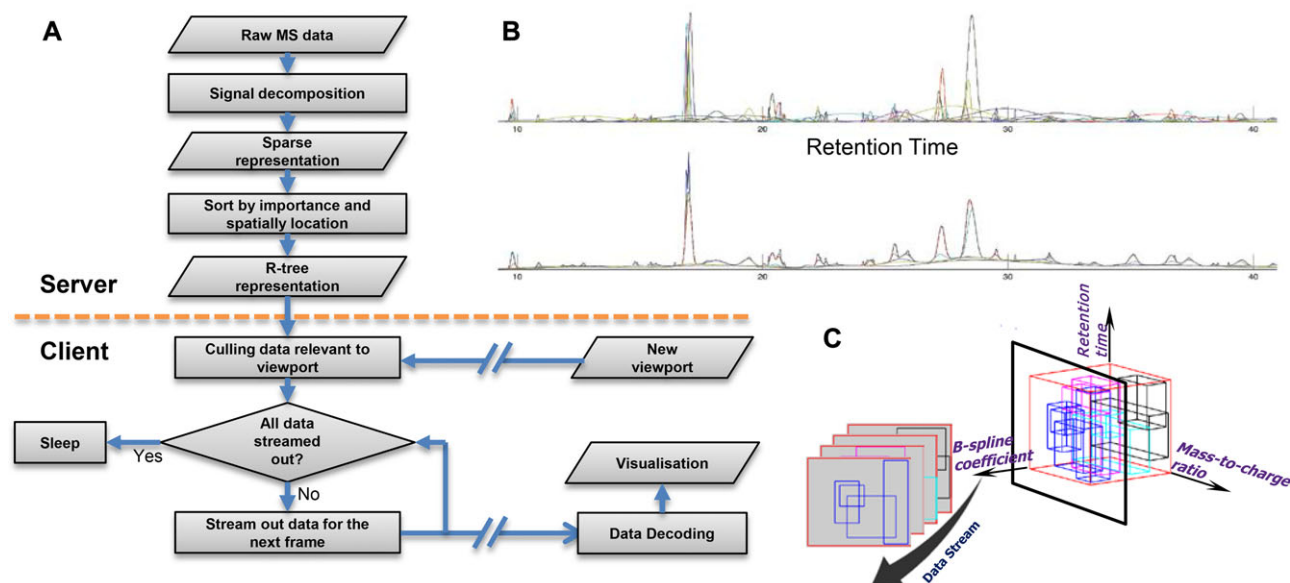 A
Raw MS data
Signal decomposition
Sparse
representation
Sort by importance and
spatially location
R-tree
representation
Server
Client
Culling data relevant to
viewport
New
viewport
All data
streamed
out?
Sleep
Yes
No
Stream out data for the
next frame
Visualisation
Data Decoding
B
10
20
30
40
Retention Time
10
20
30
40
C
Retention
time
B-spline
coefficient
Mass-to-charge
ratio
Data Stream